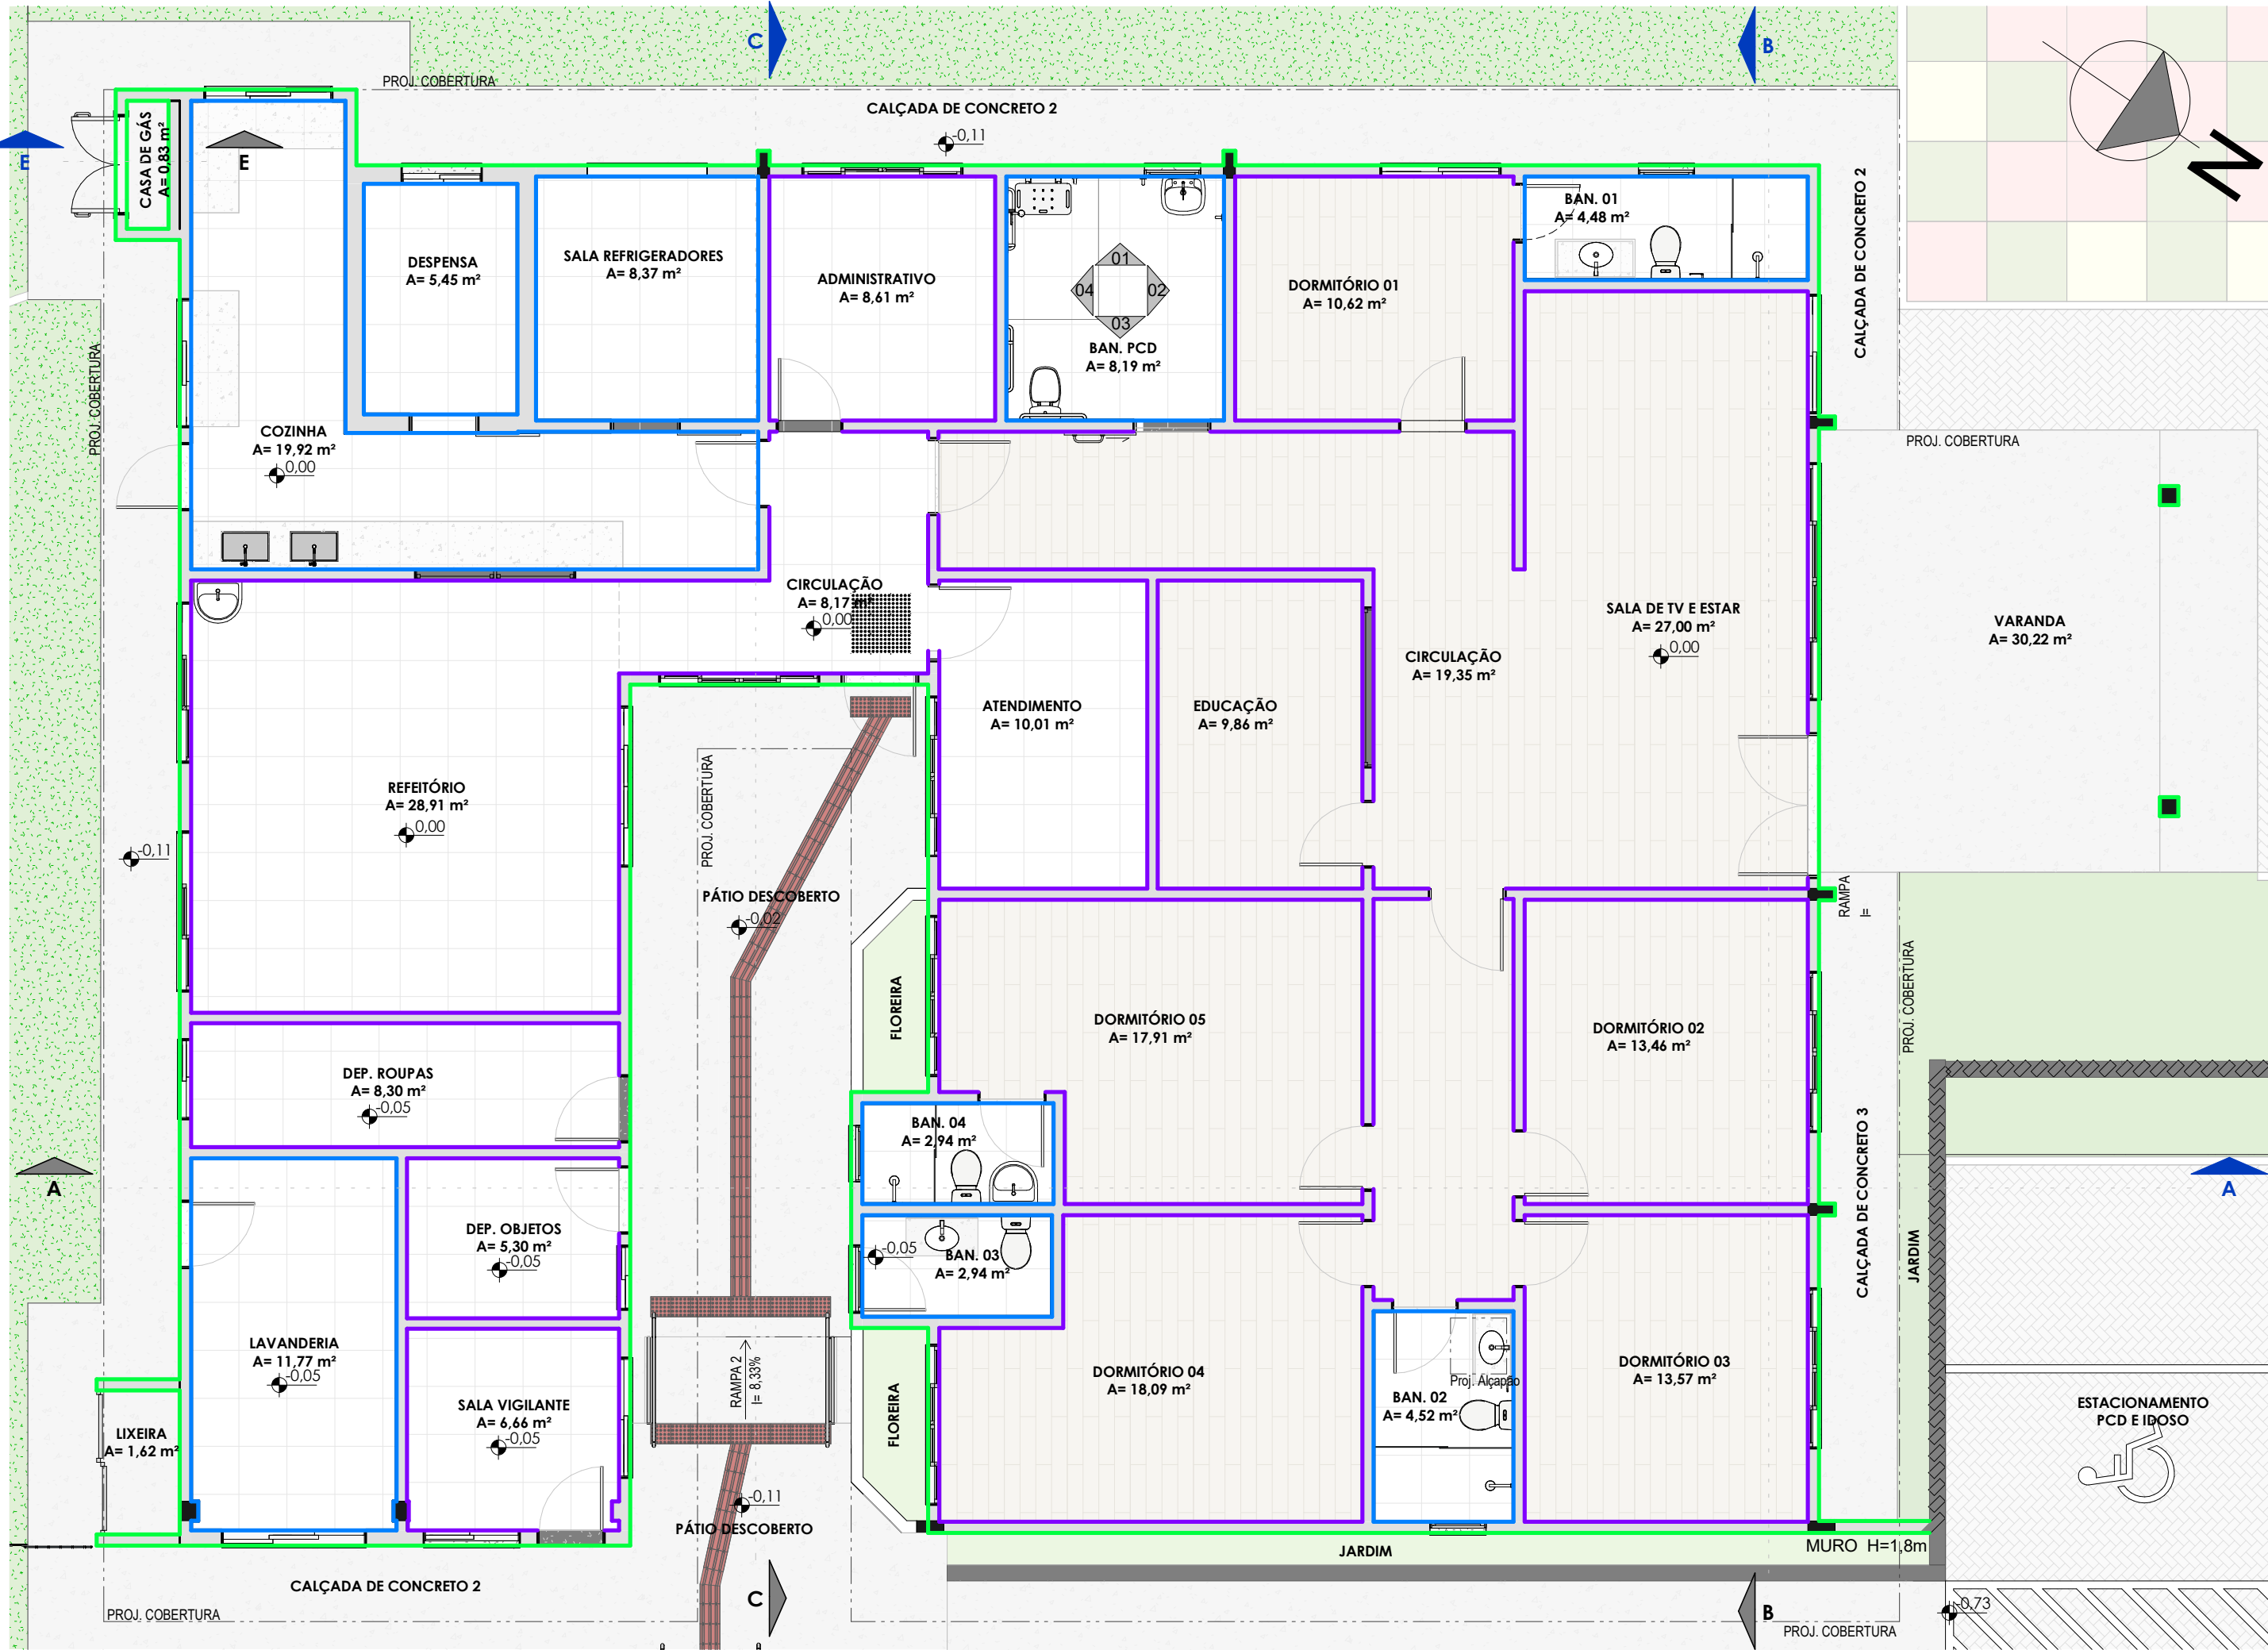 C
B
PROJ. COBERTURA
CALÇADA DE CONCRETO 2
-0,11
N
E
CASA DE GÁS
A= 0,83 m²
E
BAN. 01
A= 4,48 m²
CALÇADA DE CONCRETO 2
DESPENSA
A= 5,45 m²
SALA REFRIGERADORES
A= 8,37 m²
ADMINISTRATIVO
A= 8,61 m²
01
04
02
03
BAN. PCD
A= 8,19 m²
DORMITÓRIO 01
A= 10,62 m²
PROJ. COBERTURA
COZINHA
A= 19,92 m²
0,00
PROJ. COBERTURA
CIRCULAÇÃO
A= 8,17 m²
0,00
SALA DE TV E ESTAR
A= 27,00 m²
0,00
VARANDA
A= 30,22 m²
CIRCULAÇÃO
A= 19,35 m²
ATENDIMENTO
A= 10,01 m²
EDUCAÇÃO
A= 9,86 m²
REFEITÓRIO
A= 28,91 m²
0,00
PROJ. COBERTURA
-0,11
PÁTIO DESCOBERTO
-0,02
RAMPA
I=
PROJ. COBERTURA
FLOREIRA
DORMITÓRIO 05
A= 17,91 m²
DORMITÓRIO 02
A= 13,46 m²
DEP. ROUPAS
A= 8,30 m²
-0,05
BAN. 04
A= 2,94 m²
CALÇADA DE CONCRETO 3
A
A
DEP. OBJETOS
A= 5,30 m²
-0,05
-0,05
BAN. 03
A= 2,94 m²
JARDIM
LAVANDERIA
A= 11,77 m²
-0,05
RAMPA 2
I= 8,33%
DORMITÓRIO 04
A= 18,09 m²
Proj. Alçapão
BAN. 02
A= 4,52 m²
DORMITÓRIO 03
A= 13,57 m²
SALA VIGILANTE
A= 6,66 m²
-0,05
FLOREIRA
ESTACIONAMENTO
PCD E IDOSO
LIXEIRA
A= 1,62 m²
-0,11
PÁTIO DESCOBERTO
JARDIM
MURO H=1,8m
CALÇADA DE CONCRETO 2
PROJ. COBERTURA
C
B
PROJ. COBERTURA
-0,73